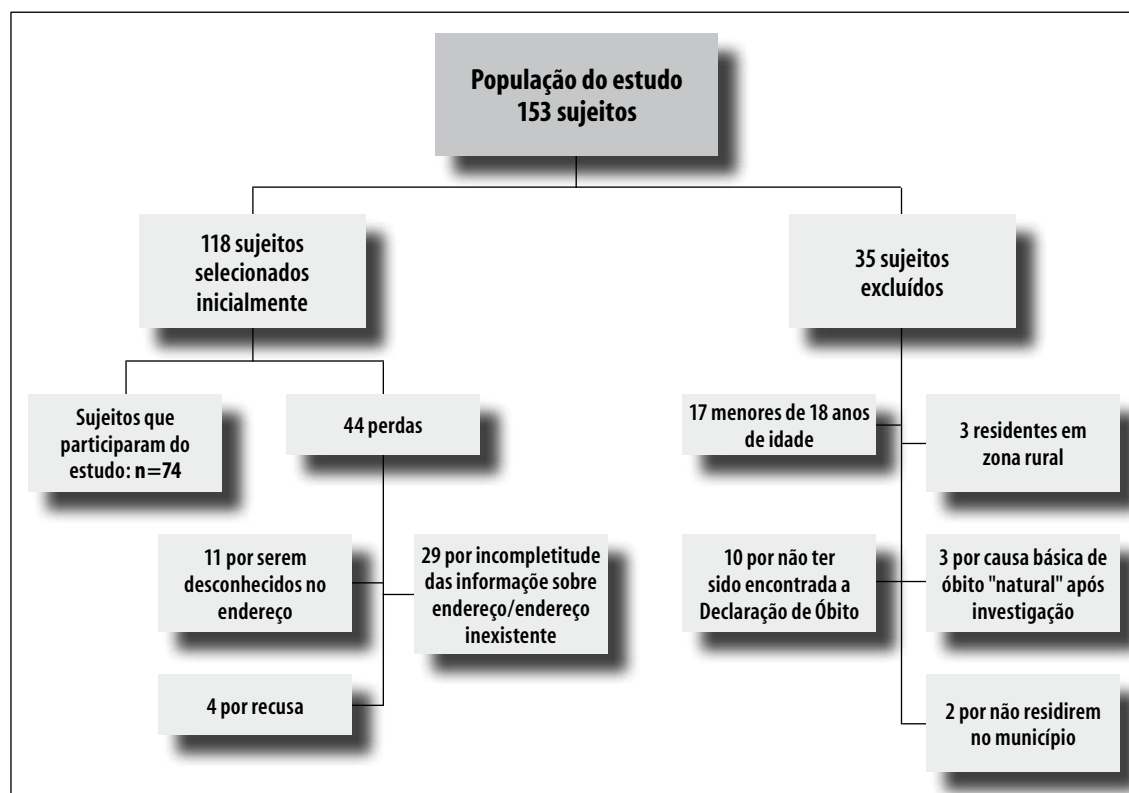 População do estudo
153 sujeitos
118 sujeitos
selecionados
inicialmente
35 sujeitos
excluídos
Sujeitos que
participaram do
estudo: n=74
44 perdas
17 menores de 18 anos
de idade
3 residentes em
zona rural
11 por serem
desconhecidos no
endereço
29 por incompletitude
das informaçõe sobre
endereço/endereço
inexistente
10 por não ter
sido encontrada a
Declaração de Óbito
3 por causa básica de
óbito "natural" após
investigação
4 por recusa
2 por não residirem
no município